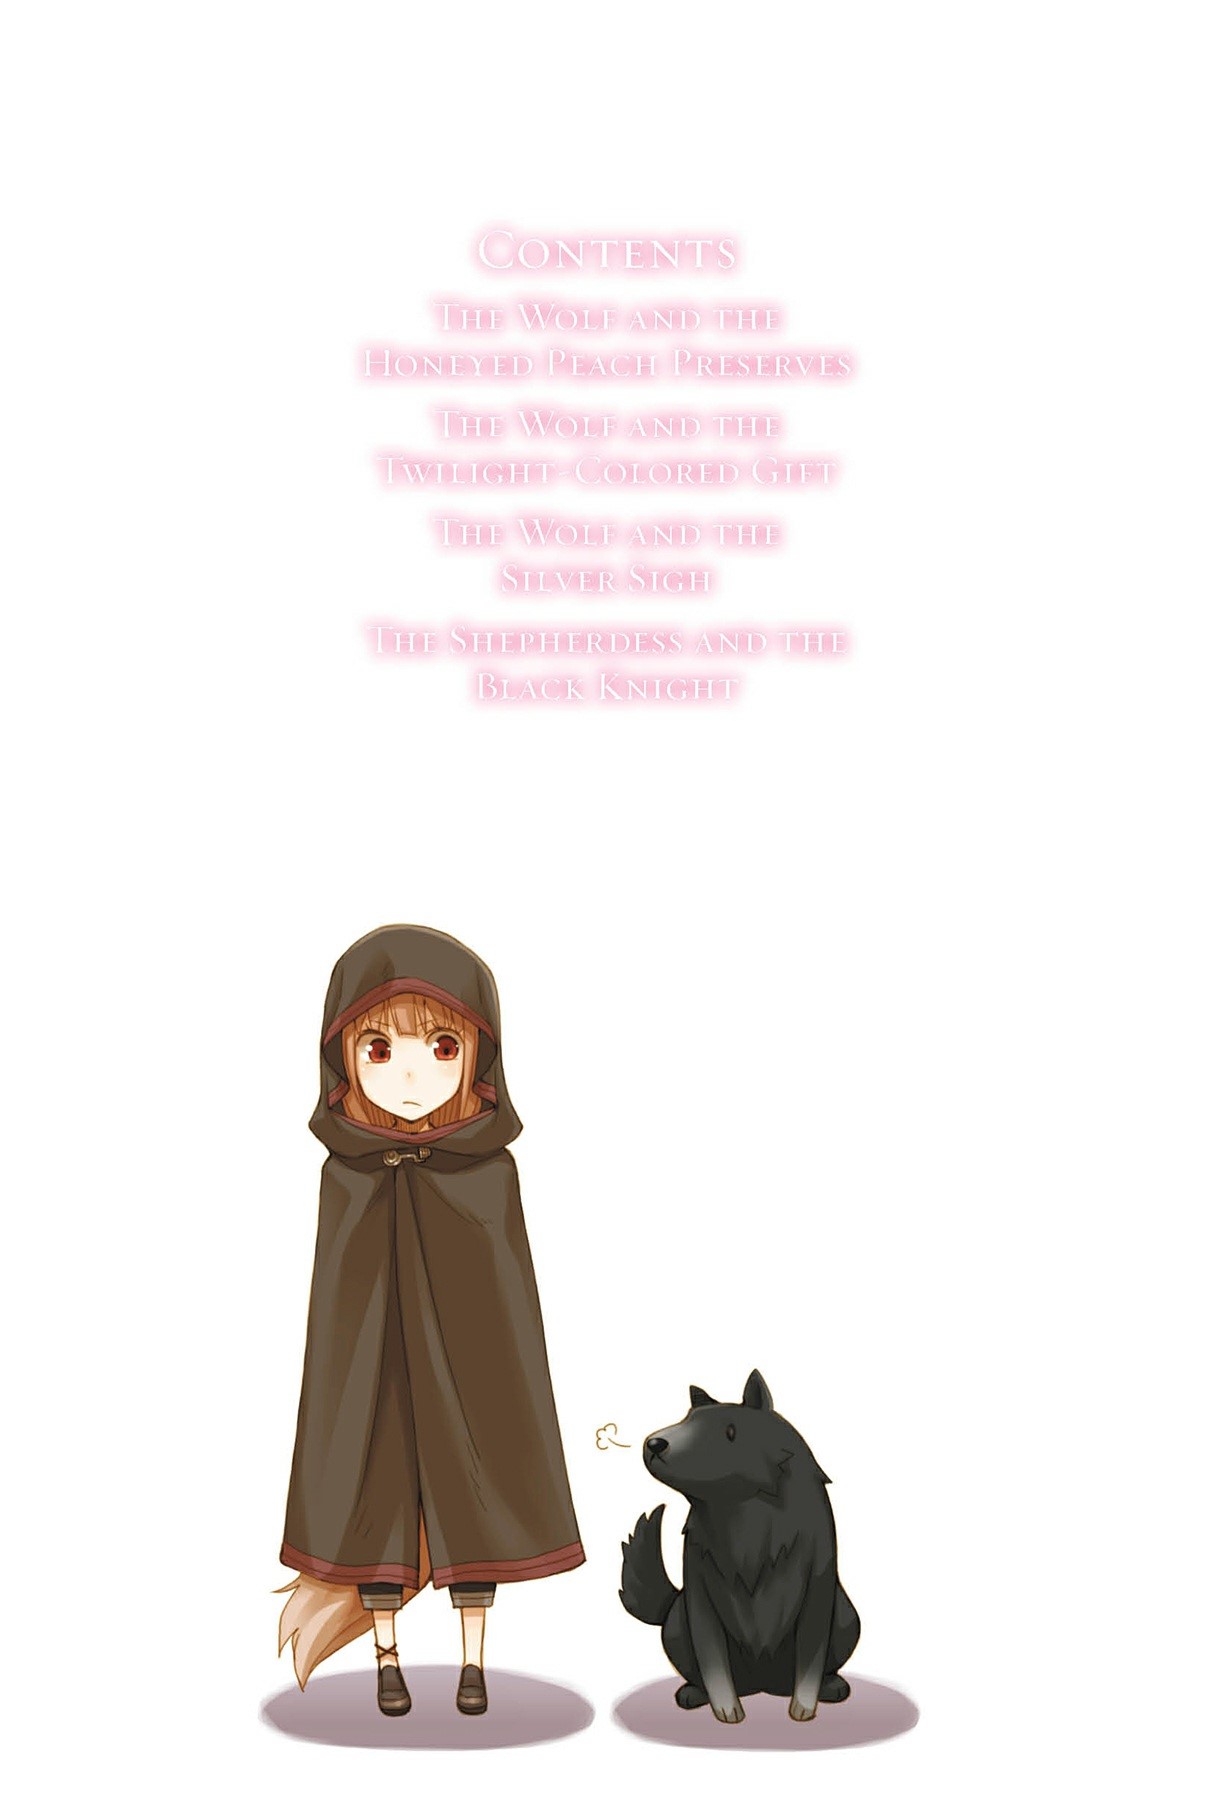 Contents
The Wolf and the
Honeyed Peach Preserves
The Wolf and the
Twilight-Colored Gift
The Wolf and the
Silver Sigh
The Shepherdess and the
Black Knight